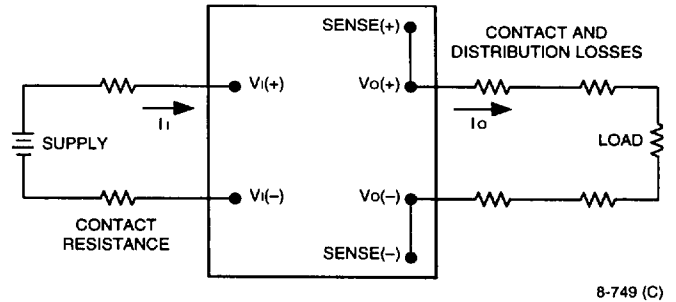 SENSE(+)
CONTACT AND
DISTRIBUTION LOSSES
VI(+)
VO(+)
II
IO
SUPPLY
LOAD
VI(–)
VO(–)
CONTACT
RESISTANCE
SENSE(–)
8-749 (C)